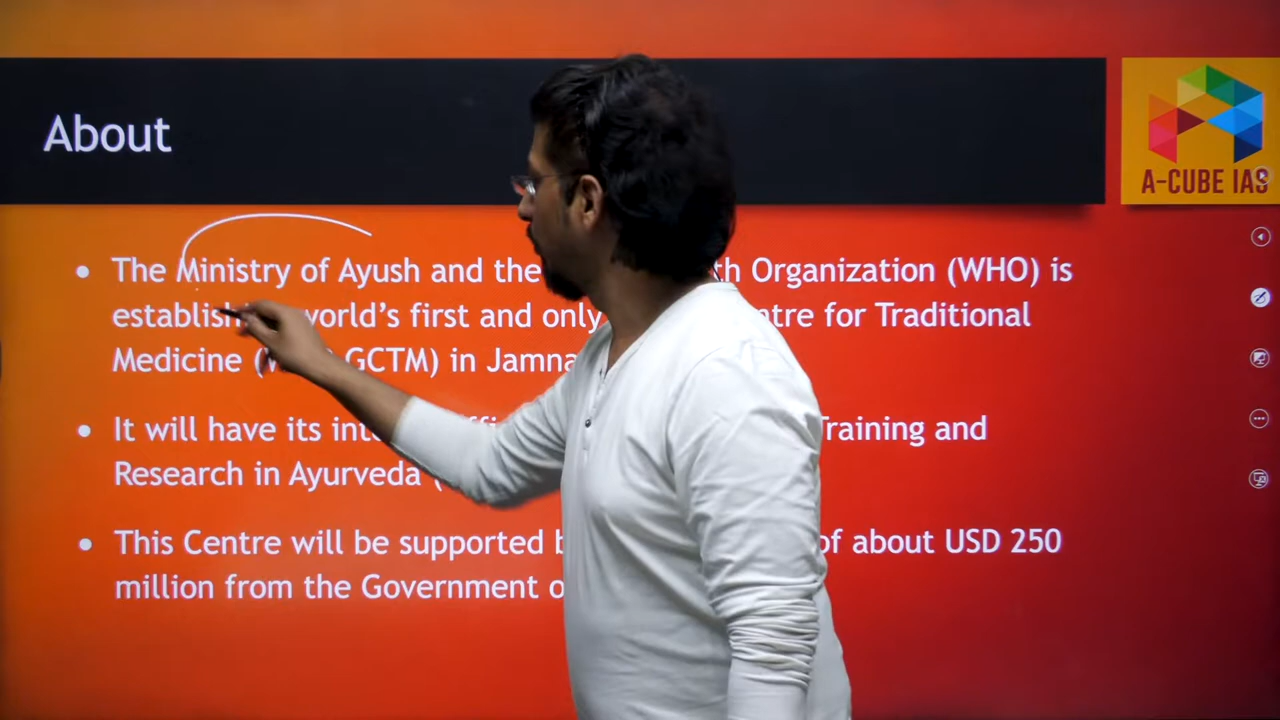 About
A-CUBE IAS
• The Ministry of Ayush and the th Organization (WHO) is
establish world's first and only tre for Traditional
Medicine ( GCTM) in Jamna
• It will have its int ffi Training and
Research in Ayurveda (
• This Centre will be supported b of about USD 250
million from the Government o